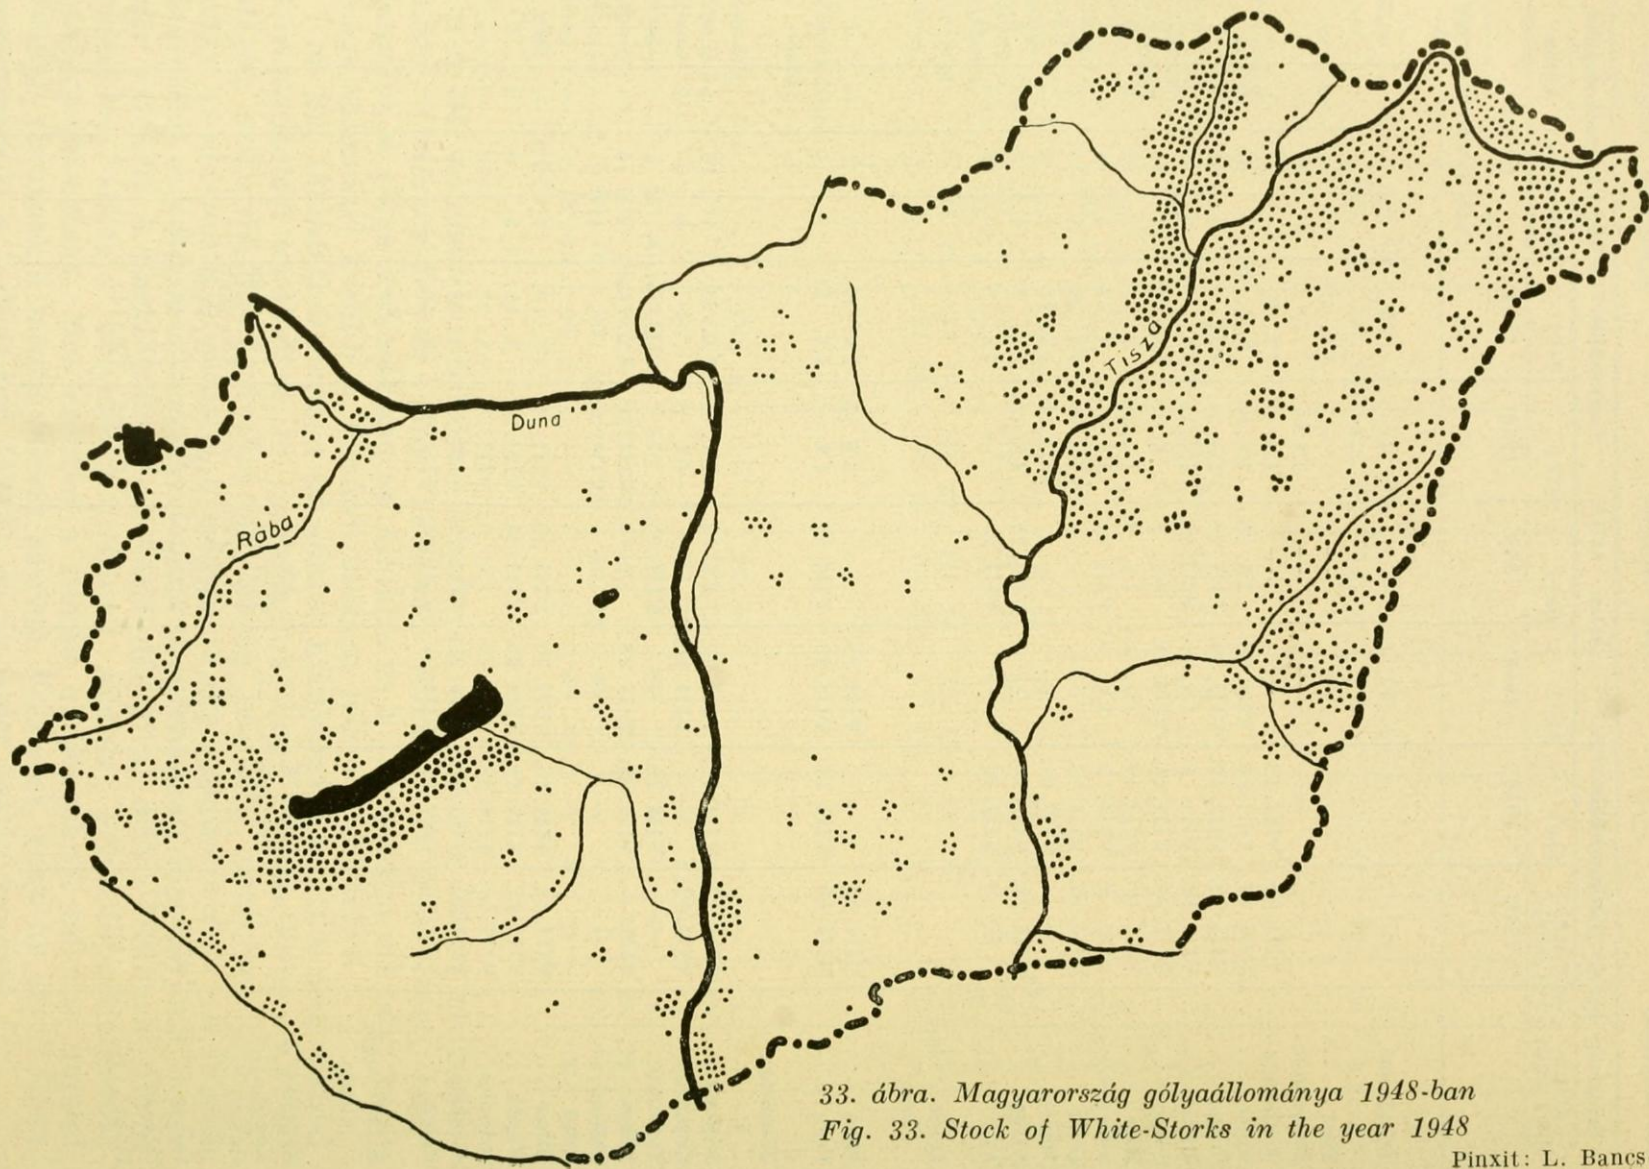 Tisza
Duna
Rába
33. ábra. Magyarország gólyaállománya 1948-ban
Fig. 33. Stock of White-Storks in the year 1948
Pinxit: L. Bancs